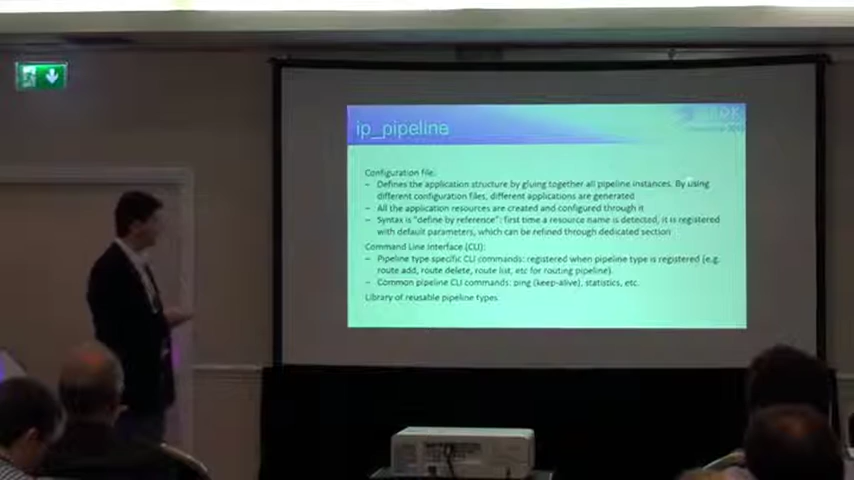 ip_pipeline
Configuration file:
– Defines the application structure by gluing together all pipeline instances. By using
different configuration files, different applications are generated
– All the application resources are created and configured through it
– Syntax is "define by reference": first time a resource name is detected, it is registered
with default parameters, which can be refined through dedicated section
Command Line Interface (CLI):
– Pipeline type specific CLI commands: registered when pipeline type is registered (e.g.
route add, route delete, route list, etc for routing pipeline).
– Common pipeline CLI commands: ping (keep-alive), statistics, etc.
Library of reusable pipeline types